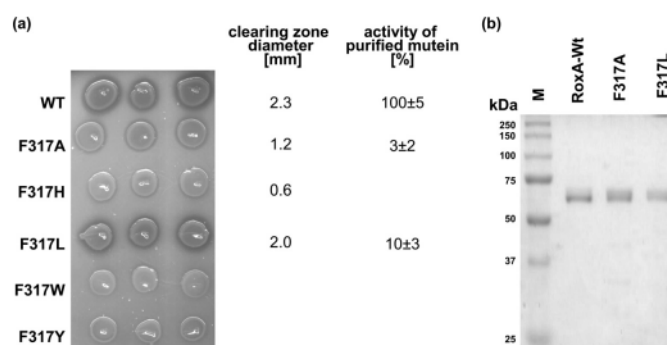 (a)
clearing zone diameter [mm]
activity of purified mutein [%]
WT 2.3 100±5
F317A 1.2 3±2
F317H 0.6
F317L 2.0 10±3
F317W
F317Y
(b)
kDa
M
RoxA-Wt
F317A
F317L
250
150
100
75
50
37
25